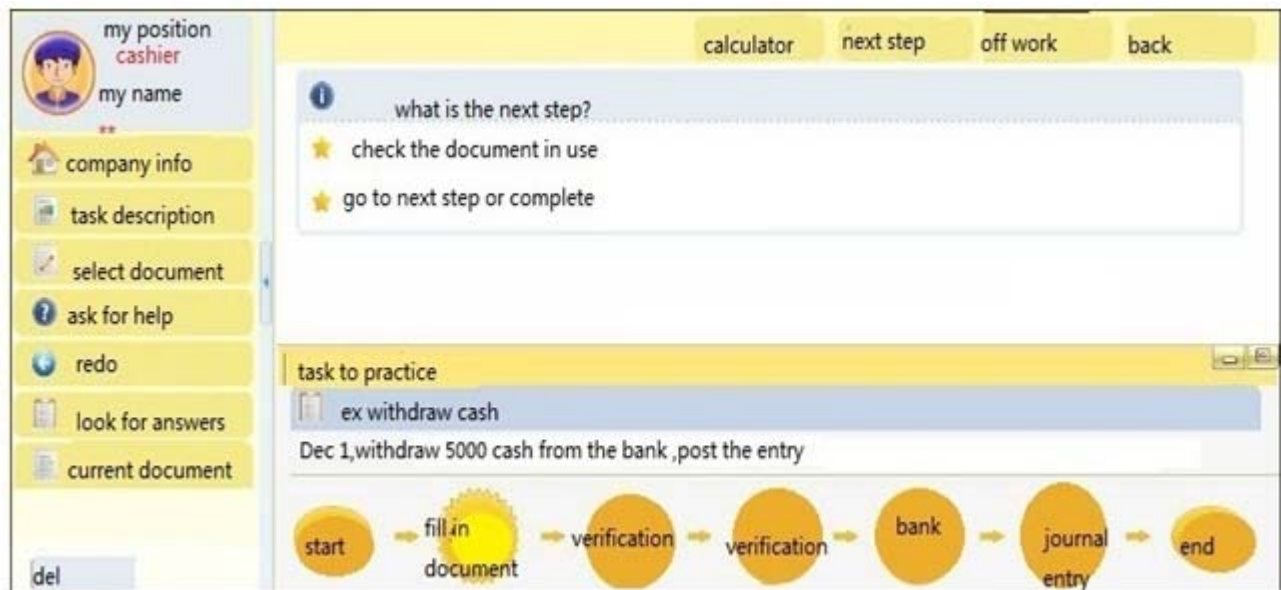 my position
cashier
my name
**
company info
task description
select document
ask for help
redo
look for answers
current document
del
calculator
next step
off work
back
what is the next step?
check the document in use
go to next step or complete
task to practice
ex withdraw cash
Dec 1,withdraw 5000 cash from the bank ,post the entry
start
fill in
document
verification
verification
bank
journal
entry
end